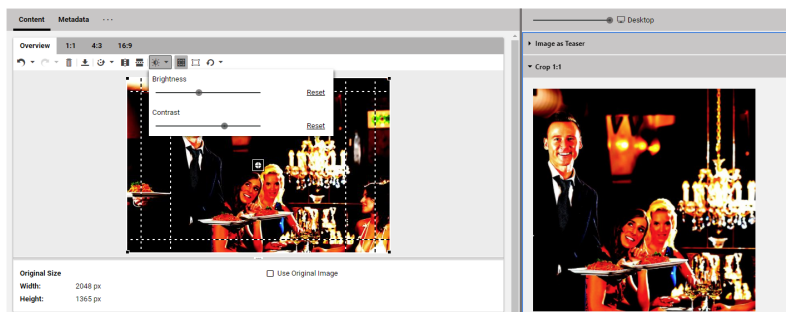 Content Metadata ...
Desktop
Overview 1:1 4:3 16:9
Image as Teaser
Crop 1:1
Brightness
Reset
Contrast
Reset
Original Size
Use Original Image
Width: 2048 px
Height: 1365 px